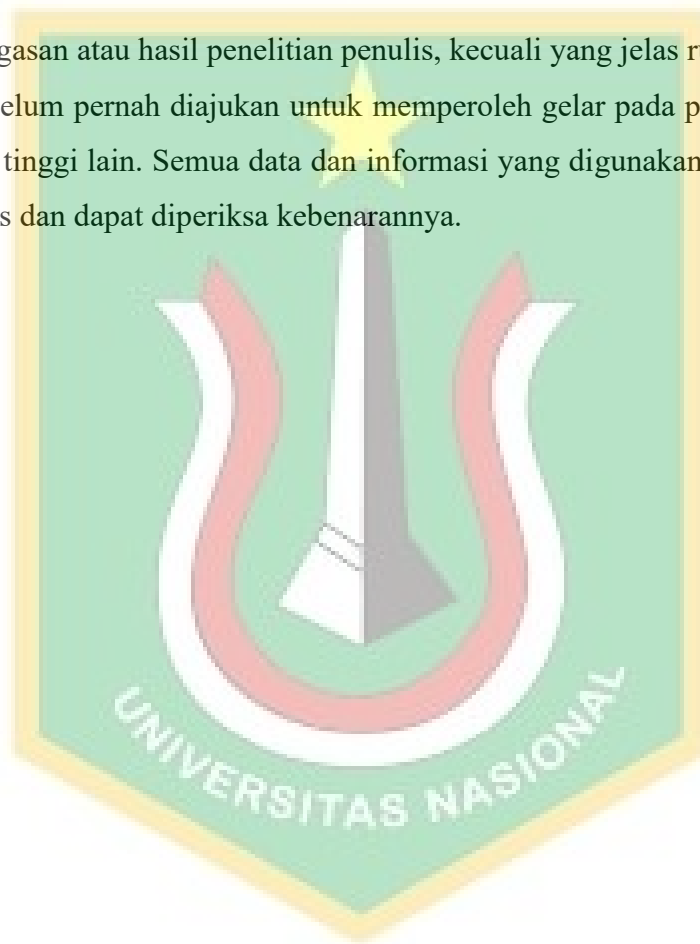 gasan atau hasil penelitian penulis, kecuali yang jelas r
elum pernah diajukan untuk memperoleh gelar pada p
tinggi lain. Semua data dan informasi yang digunakan
s dan dapat diperiksa kebenarannya.
UNIVERSITAS NASIONAL